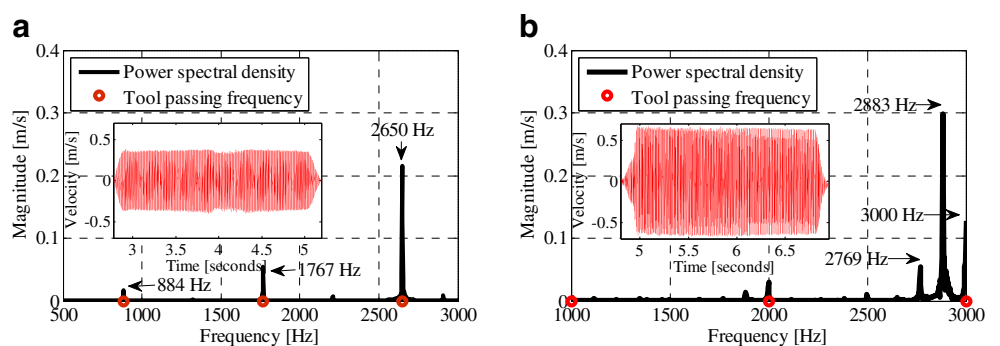 a
0.4
0.3
0.2
0.1
0
Magnitude [m/s]
Power spectral density
Tool passing frequency
0.5
0
-0.5
Velocity [m/s]
3
3.5
4
4.5
5
Time [seconds]
2650 Hz
1767 Hz
884 Hz
500
1000
1500
2000
2500
3000
Frequency [Hz]
b
0.4
0.3
0.2
0.1
0
Magnitude [m/s]
Power spectral density
Tool passing frequency
0.5
0
-0.5
Velocity [m/s]
5
5.5
6
6.5
Time [seconds]
2883 Hz
3000 Hz
2769 Hz
1000
1500
2000
2500
3000
Frequency [Hz]